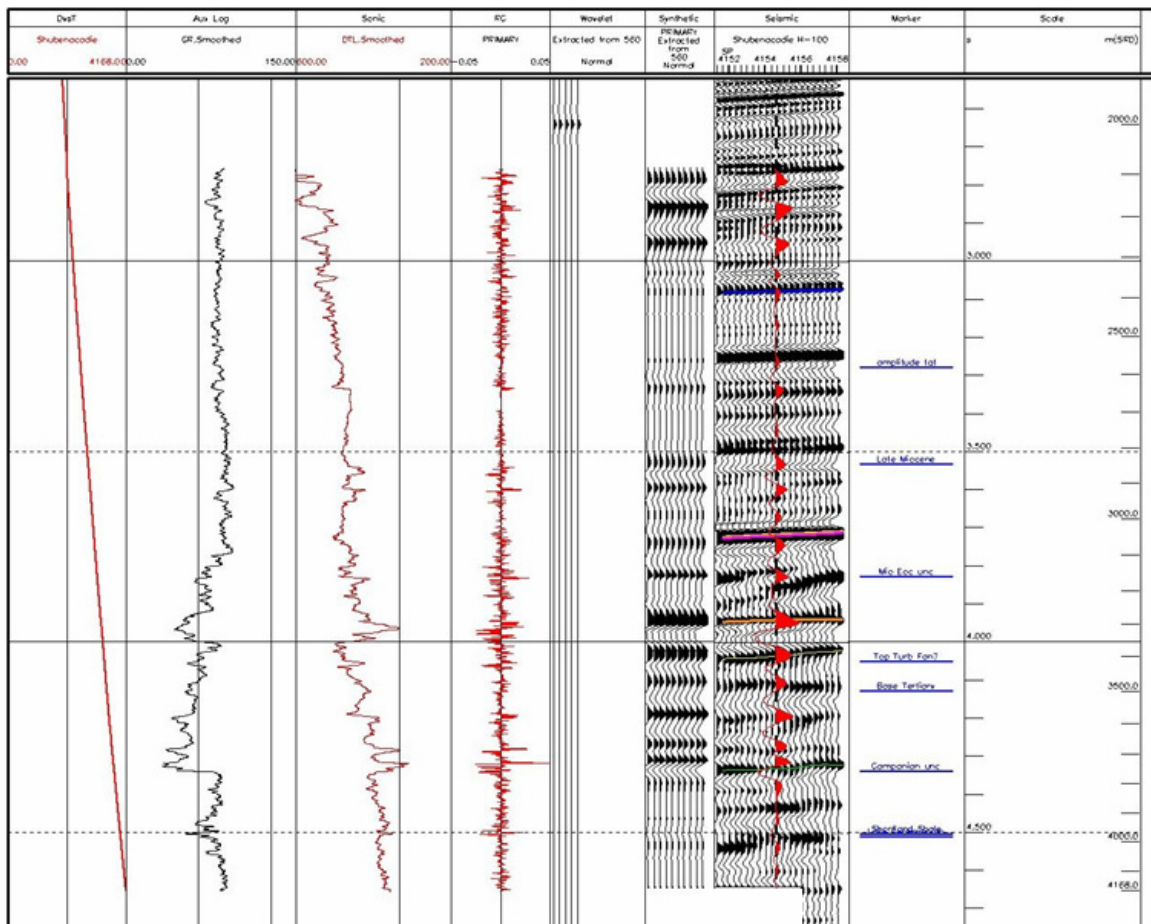 DvsT Aux Log Sonic RC Wavelet Synthetic Seismic Marker Scale
Shubenacadie GR.Smoothed DTL.Smoothed PRIMARY Extracted from 560 PRIMARY Shubenacadie H-100 s m(SRD)
Extracted
from
Normal 560
Normal
SP
0.00 4168.00 0.00 150.00 600.00 200.00 -0.05 0.05 4152 4154 4156 4158
2000.0
3.000
2500.0
amplitude tst
3.500
Late Miocene
3000.0
Mio Eoc unc
4.000
Top Turb Fan?
Base Tertiary
3500.0
Campanian unc
4.500
Shortland Shale
4000.0
4168.0